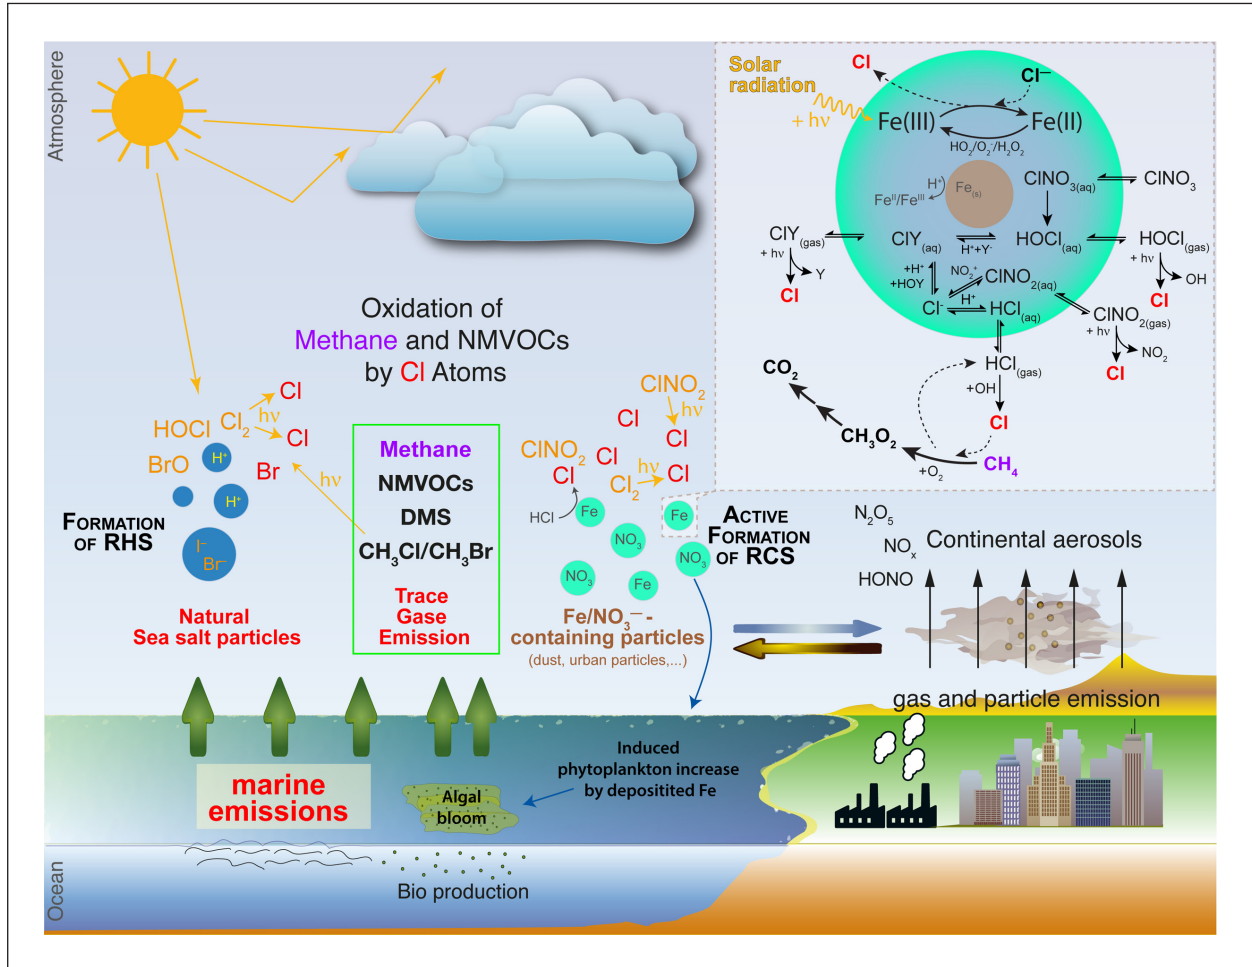 Atmosphere
Solar
radiation
+ hν
Cl
Cl⁻
Fe(III)
Fe(II)
HO₂/O₂⁻/H₂O₂
H⁺
Fe(s)
Feᴵᴵ/Feᴵᴵᴵ
ClNO₃(aq)
ClNO₃
ClY(gas)
+ hν
Y
Cl
ClY(aq)
H⁺+Y⁻
HOCl(aq)
HOCl(gas)
+ hν
OH
Cl
+H⁺
+HOY
NO₂⁺
ClNO₂(aq)
Cl⁻
H⁺
HCl(aq)
ClNO₂(gas)
+ hν
NO₂
Cl
HCl(gas)
+OH
Cl
CO₂
CH₃O₂
+O₂
CH₄
Oxidation of
Methane and NMVOCs
by Cl Atoms
HOCl
Cl₂
hν
Cl
Cl
BrO
Br
H⁺
H⁺
I⁻
Br⁻
hν
FORMATION
OF RHS
Natural
Sea salt particles
Methane
NMVOCs
DMS
CH₃Cl/CH₃Br
Trace
Gase
Emission
ClNO₂
hν
Cl
Cl
ClNO₂
Cl
Cl
Cl₂
hν
Cl
HCl
Fe
Fe
NO₃
NO₃
NO₃
Fe
ACTIVE
FORMATION
OF RCS
Fe/NO₃⁻-
containing particles
(dust, urban particles,...)
N₂O₅
NOₓ
HONO
Continental aerosols
gas and particle emission
marine
emissions
Algal
bloom
Induced
phytoplankton increase
by depositited Fe
Bio production
Ocean